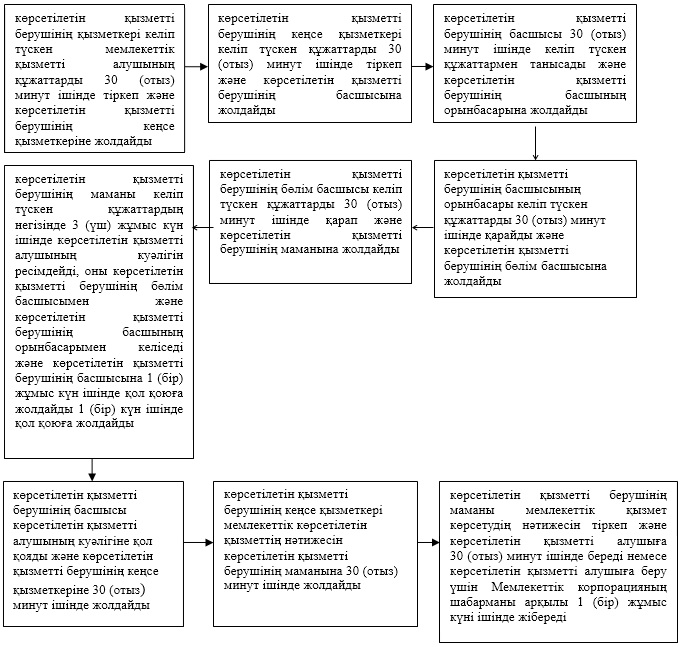 көрсетілетін қызметті
берушінің қызметкері келіп
түскен мемлекеттік
қызметті алушының
құжаттарды 30 (отыз)
минут ішінде тіркеп және
көрсетілетін қызметті
берушінің кеңсе
қызметкеріне жолдайды
көрсетілетін қызметті
берушінің кеңсе қызметкері
келіп түскен құжаттарды 30
(отыз) минут ішінде тіркеп
және көрсетілетін қызметті
берушінің басшысына
жолдайды
көрсетілетін қызметті
берушінің басшысы 30 (отыз)
минут ішінде келіп түскен
құжаттармен танысады және
көрсетілетін қызметті
берушінің басшының
орынбасарына жолдайды
көрсетілетін қызметті
берушінің басшысының
орынбасары келіп түскен
құжаттарды 30 (отыз) минут
ішінде қарайды және
көрсетілетін қызметті
берушінің бөлім басшысына
жолдайды
көрсетілетін қызметті
берушінің бөлім басшысы келіп
түскен құжаттарды 30 (отыз)
минут ішінде қарап және
көрсетілетін қызметті
берушінің маманына жолдайды
көрсетілетін қызметті
берушінің маманы келіп
түскен құжаттардың
негізінде 3 (үш) жұмыс күн
ішінде көрсетілетін қызметті
алушының куәлігін
ресімдейді, оны көрсетілетін
қызметті берушінің бөлім
басшысымен және
көрсетілетін қызметті
берушінің басшының
орынбасарымен келіседі
және көрсетілетін қызметті
берушінің басшысына 1 (бір)
жұмыс күн ішінде қол қоюға
жолдайды 1 (бір) күн ішінде
қол қоюға жолдайды
көрсетілетін қызметті
берушінің басшысы
көрсетілетін қызметті
алушының куәлігіне қол
қояды және көрсетілетін
қызметті берушінің кеңсе
қызметкеріне 30 (отыз)
минут ішінде жолдайды
көрсетілетін қызметті
берушінің кеңсе қызметкері
мемлекеттік көрсетілетін
қызметтің нәтижесін
көрсетілетін қызметті
берушінің маманына 30 (отыз)
минут ішінде жолдайды
көрсетілетін қызметті берушінің
маманы мемлекеттік қызмет
көрсетудің нәтижесін тіркеп және
көрсетілетін қызметті алушыға
30 (отыз) минут ішінде береді немесе
көрсетілетін қызметті алушыға беру
үшін Мемлекеттік корпорацияның
шабарманы арқылы 1 (бір) жұмыс
күні ішінде жібереді